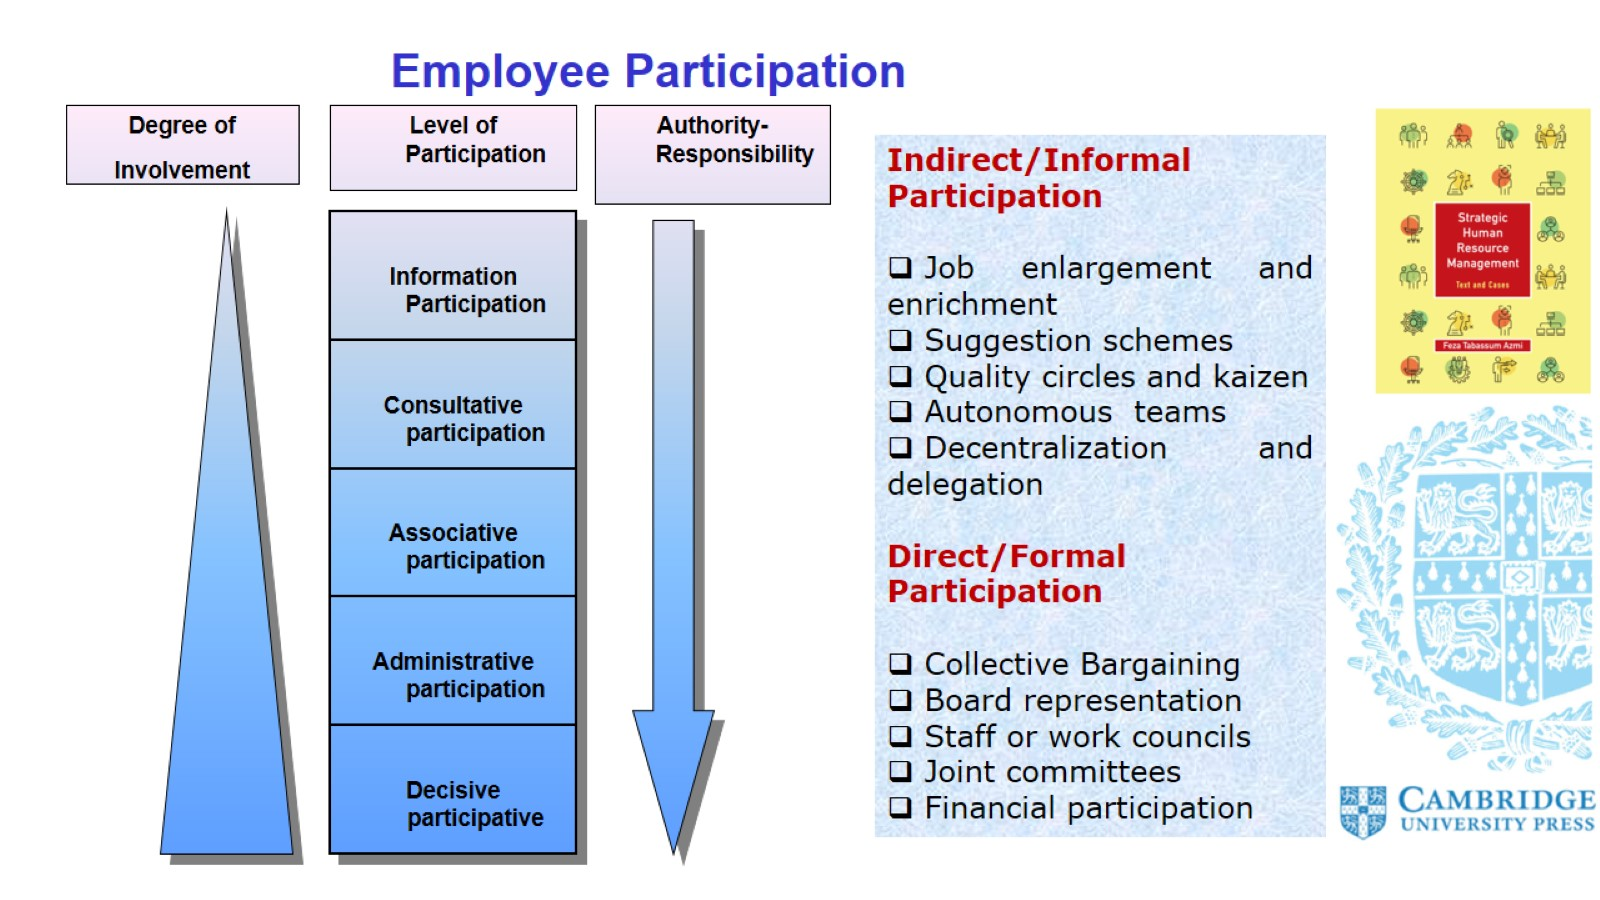 Employee Participation
Degree of
Involvement
Level of
Participation
Authority-
Responsibility
Information
Participation
Consultative
participation
Associative
participation
Administrative
participation
Decisive
participative
Indirect/Informal
Participation
❑ Job enlargement and
enrichment
❑ Suggestion schemes
❑ Quality circles and kaizen
❑ Autonomous teams
❑ Decentralization and
delegation
Direct/Formal
Participation
❑ Collective Bargaining
❑ Board representation
❑ Staff or work councils
❑ Joint committees
❑ Financial participation
Strategic
Human
Resource
Management
Text and Cases
Feza Tabassum Azmi
CAMBRIDGE
UNIVERSITY PRESS